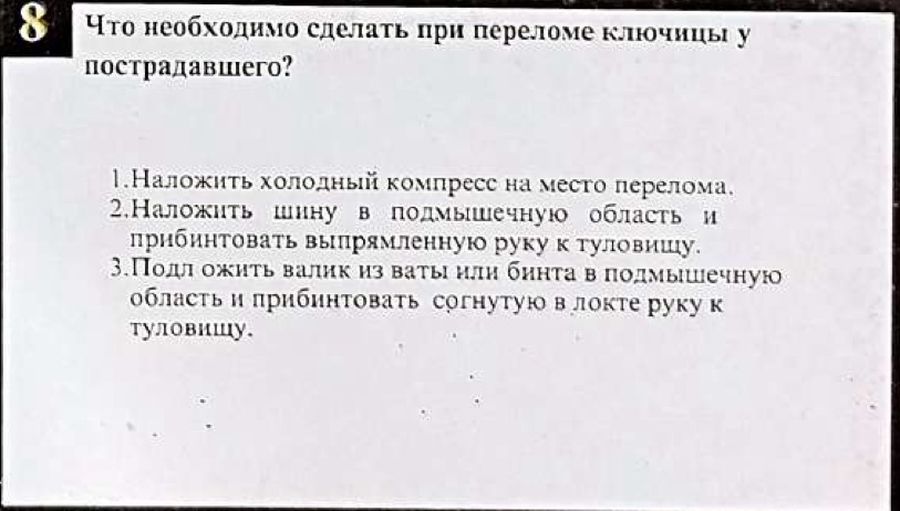 8
Что необходимо сделать при переломе ключицы у
пострадавшего?
1.Наложить холодный компресс на место перелома.
2.Наложить шину в подмышечную область и
прибинтовать выпрямленную руку к туловищу.
3.Подл ожить валик из ваты или бинта в подмышечную
область и прибинтовать согнутую в локте руку к
туловищу.